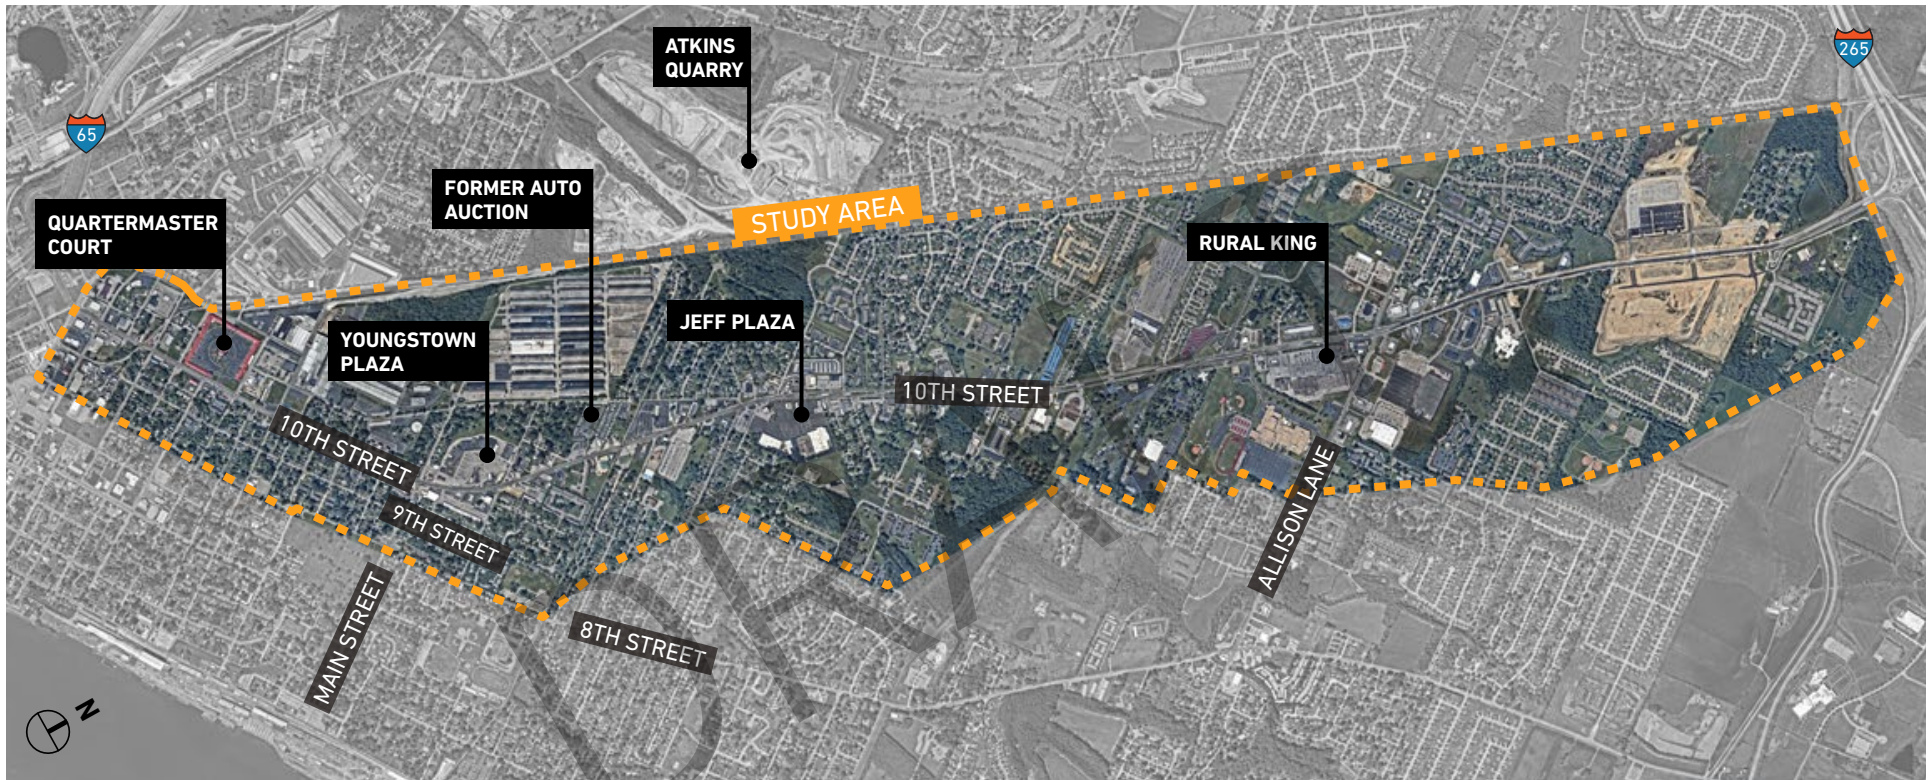 ATKINS
QUARRY
265
65
FORMER AUTO
AUCTION
QUARTERMASTER
COURT
STUDY AREA
RURAL KING
JEFF PLAZA
YOUNGSTOWN
PLAZA
10TH STREET
10TH STREET
9TH STREET
ALLISON LANE
MAIN STREET
8TH STREET
N
DRAFT